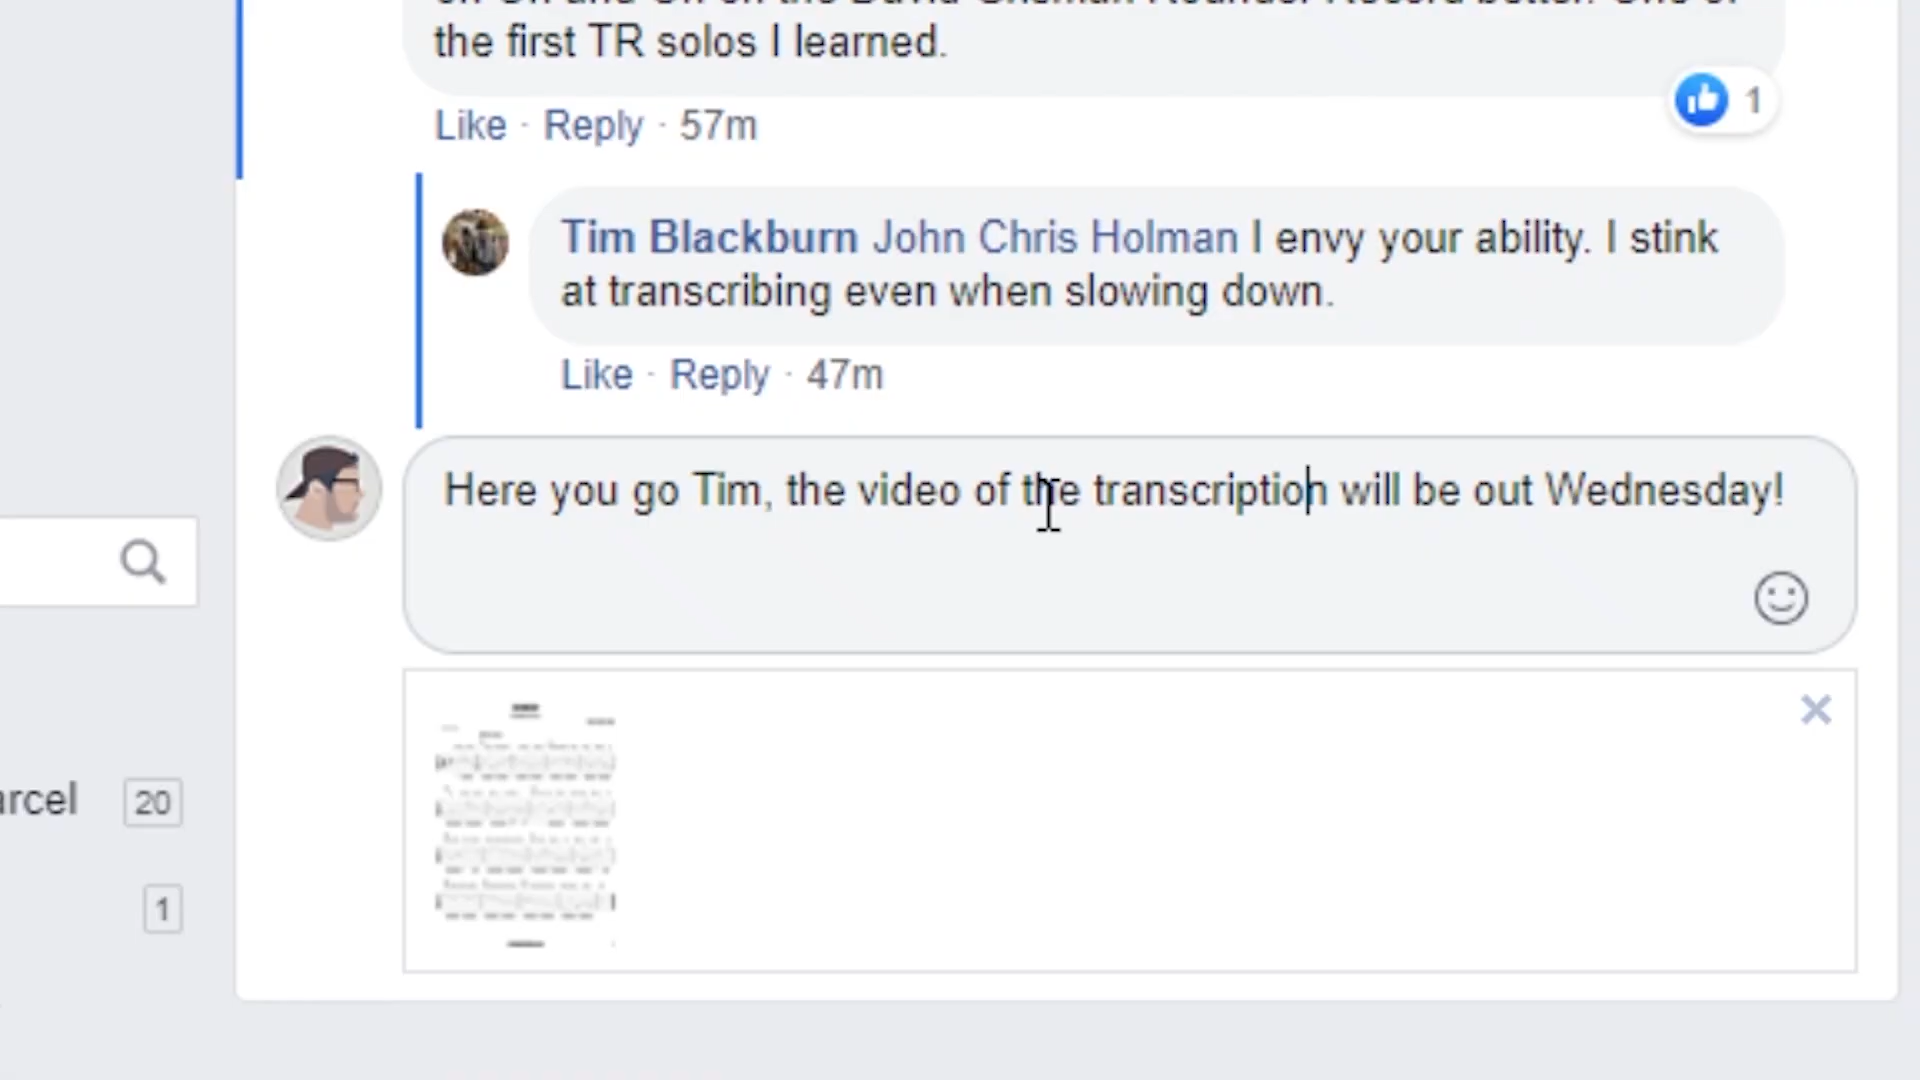 the first TR solos I learned.
Like · Reply · 57m
1
Tim Blackburn John Chris Holman I envy your ability. I stink
at transcribing even when slowing down.
Like · Reply · 47m
Here you go Tim, the video of the transcription will be out Wednesday!
arcel 20
1